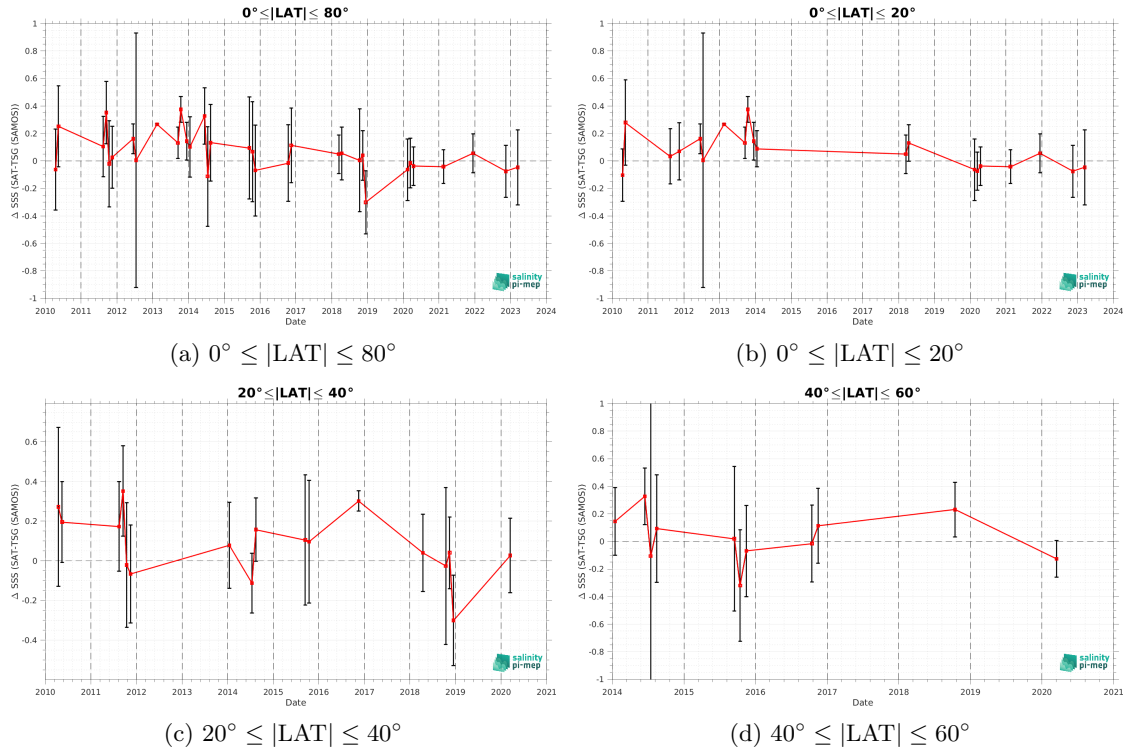 0°≤|LAT|≤ 80°
Δ SSS (SAT-TSG (SAMOS))
1
0.8
0.6
0.4
0.2
0
-0.2
-0.4
-0.6
-0.8
-1
2010 2011 2012 2013 2014 2015 2016 2017 2018 2019 2020 2021 2022 2023 2024
Date
salinity
pi-mep
(a) 0° ≤ |LAT| ≤ 80°
0°≤|LAT|≤ 20°
Δ SSS (SAT-TSG (SAMOS))
1
0.8
0.6
0.4
0.2
0
-0.2
-0.4
-0.6
-0.8
-1
2010 2011 2012 2013 2014 2015 2016 2017 2018 2019 2020 2021 2022 2023 2024
Date
salinity
pi-mep
(b) 0° ≤ |LAT| ≤ 20°
20°≤|LAT|≤ 40°
Δ SSS (SAT-TSG (SAMOS))
0.6
0.4
0.2
0
-0.2
-0.4
2010 2011 2012 2013 2014 2015 2016 2017 2018 2019 2020 2021
Date
salinity
pi-mep
(c) 20° ≤ |LAT| ≤ 40°
40°≤|LAT|≤ 60°
Δ SSS (SAT-TSG (SAMOS))
1
0.8
0.6
0.4
0.2
0
-0.2
-0.4
-0.6
-0.8
-1
2014 2015 2016 2017 2018 2019 2020 2021
Date
salinity
pi-mep
(d) 40° ≤ |LAT| ≤ 60°